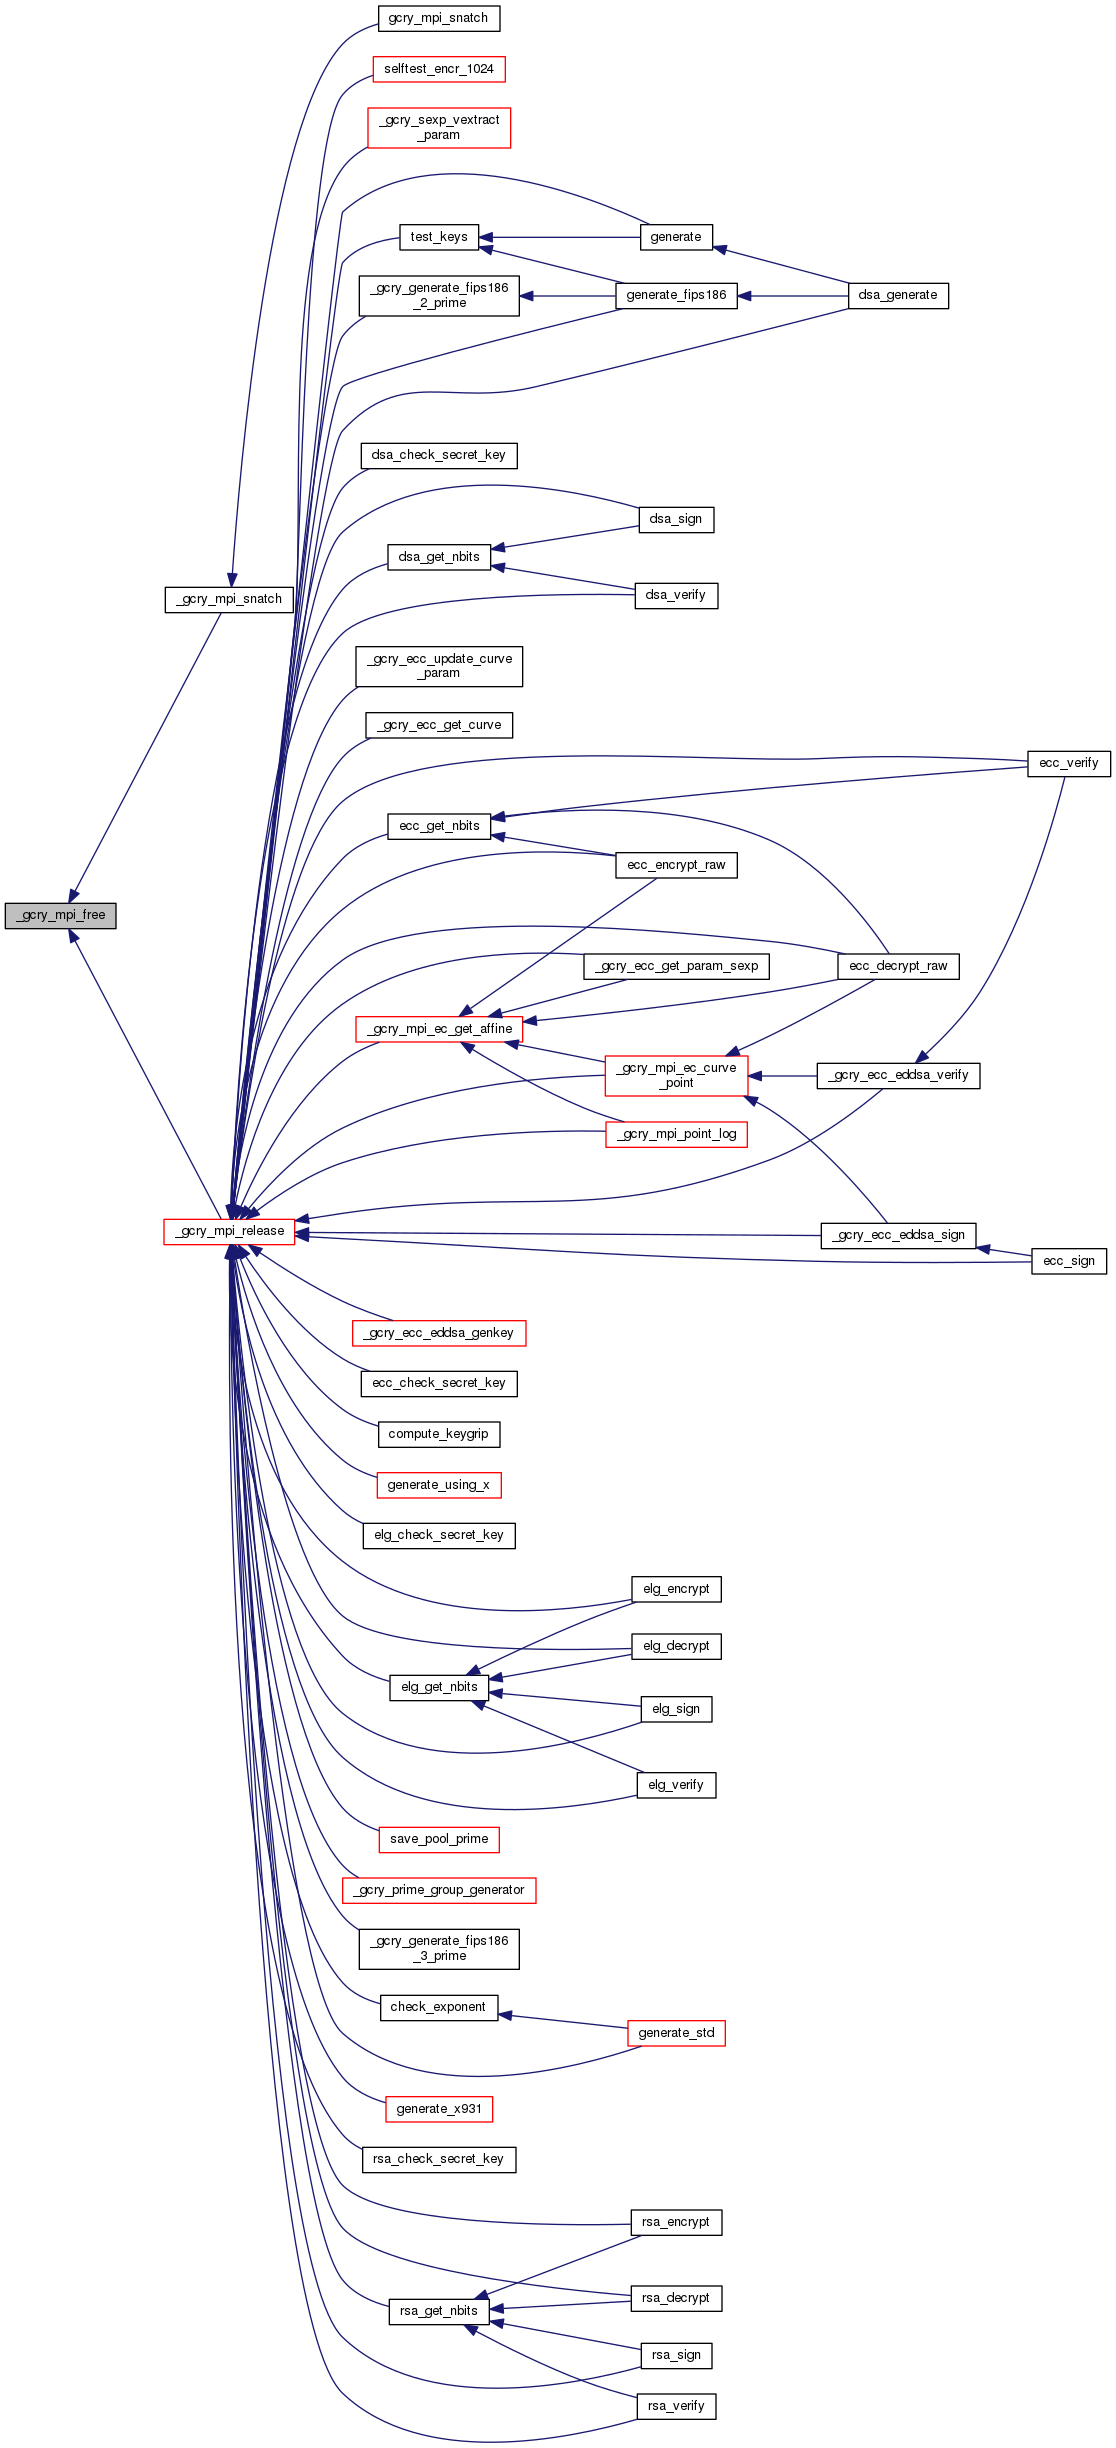 gcry_mpi_snatch
selftest_encr_1024
_gcry_sexp_vextract
_param
test_keys
generate
_gcry_generate_fips186
_2_prime
generate_fips186
dsa_generate
dsa_check_secret_key
dsa_sign
dsa_get_nbits
dsa_verify
_gcry_mpi_snatch
_gcry_ecc_update_curve
_param
_gcry_ecc_get_curve
ecc_verify
ecc_get_nbits
ecc_encrypt_raw
_gcry_mpi_free
_gcry_ecc_get_param_sexp
ecc_decrypt_raw
_gcry_mpi_ec_get_affine
_gcry_mpi_ec_curve
_point
_gcry_ecc_eddsa_verify
_gcry_mpi_point_log
_gcry_mpi_release
_gcry_ecc_eddsa_sign
ecc_sign
_gcry_ecc_eddsa_genkey
ecc_check_secret_key
compute_keygrip
generate_using_x
elg_check_secret_key
elg_encrypt
elg_decrypt
elg_get_nbits
elg_sign
elg_verify
save_pool_prime
_gcry_prime_group_generator
_gcry_generate_fips186
_3_prime
check_exponent
generate_std
generate_x931
rsa_check_secret_key
rsa_encrypt
rsa_decrypt
rsa_get_nbits
rsa_sign
rsa_verify